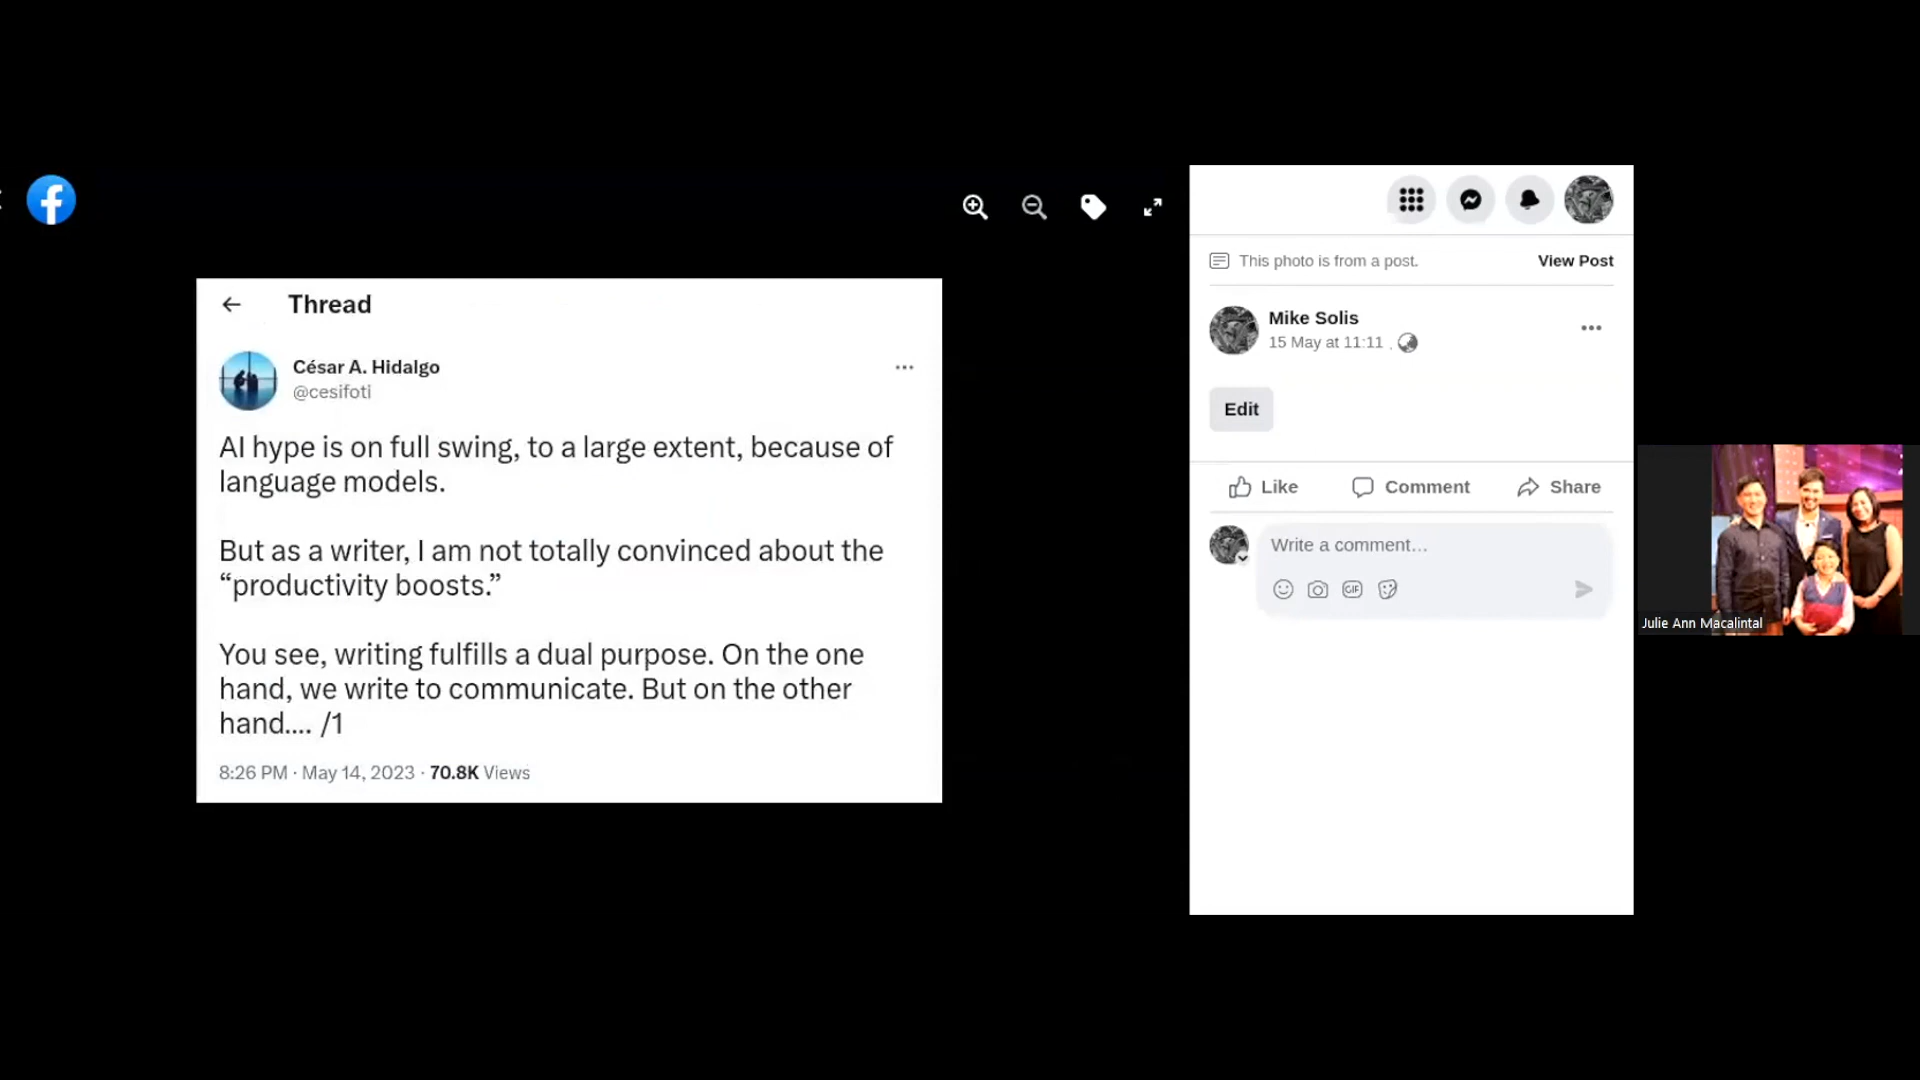 Thread
César A. Hidalgo
@cesifoti
AI hype is on full swing, to a large extent, because of
language models.
But as a writer, I am not totally convinced about the
“productivity boosts.”
You see, writing fulfills a dual purpose. On the one
hand, we write to communicate. But on the other
hand.... /1
8:26 PM · May 14, 2023 · 70.8K Views
This photo is from a post.
View Post
Mike Solis
15 May at 11:11 ·
Edit
Like
Comment
Share
Write a comment…
GIF
Julie Ann Macalintal